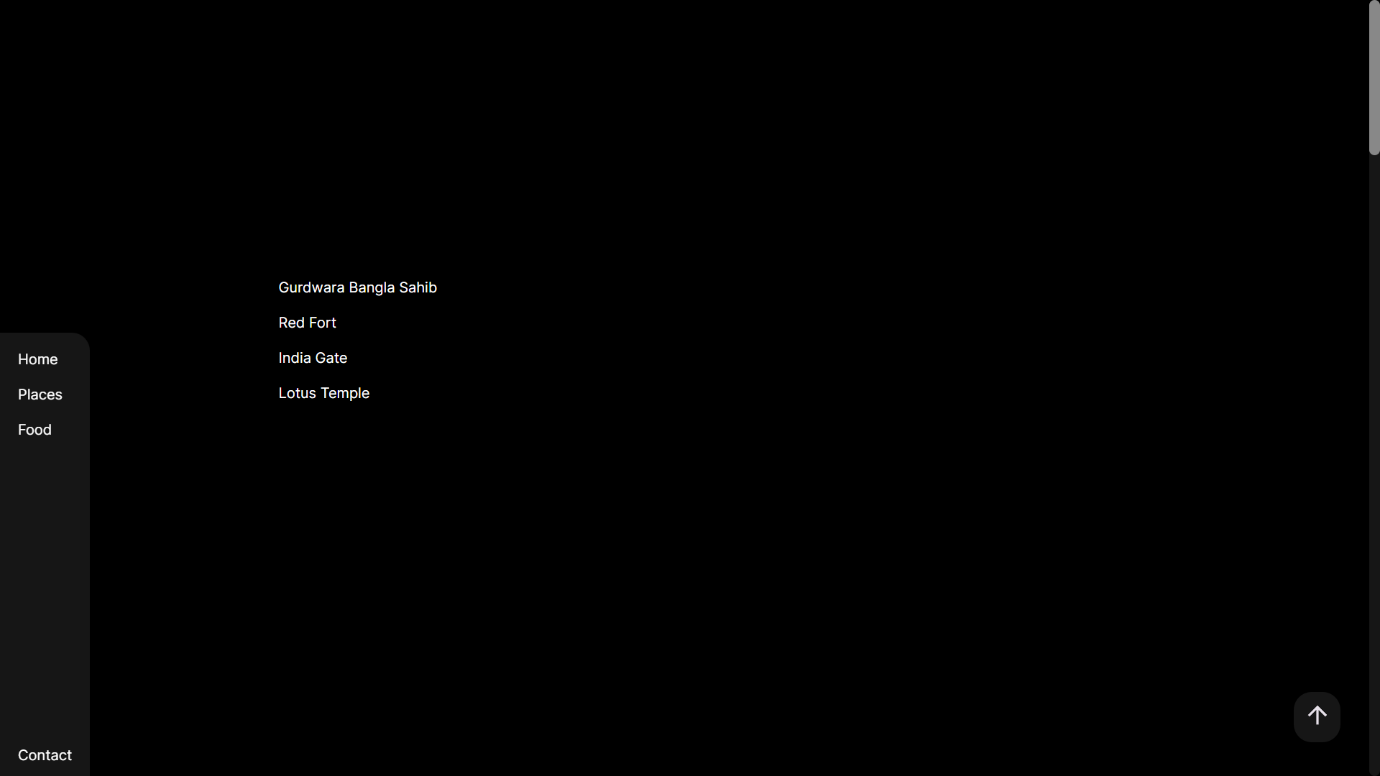 Gurdwara Bangla Sahib
Red Fort
India Gate
Lotus Temple
Home
Places
Food
Contact